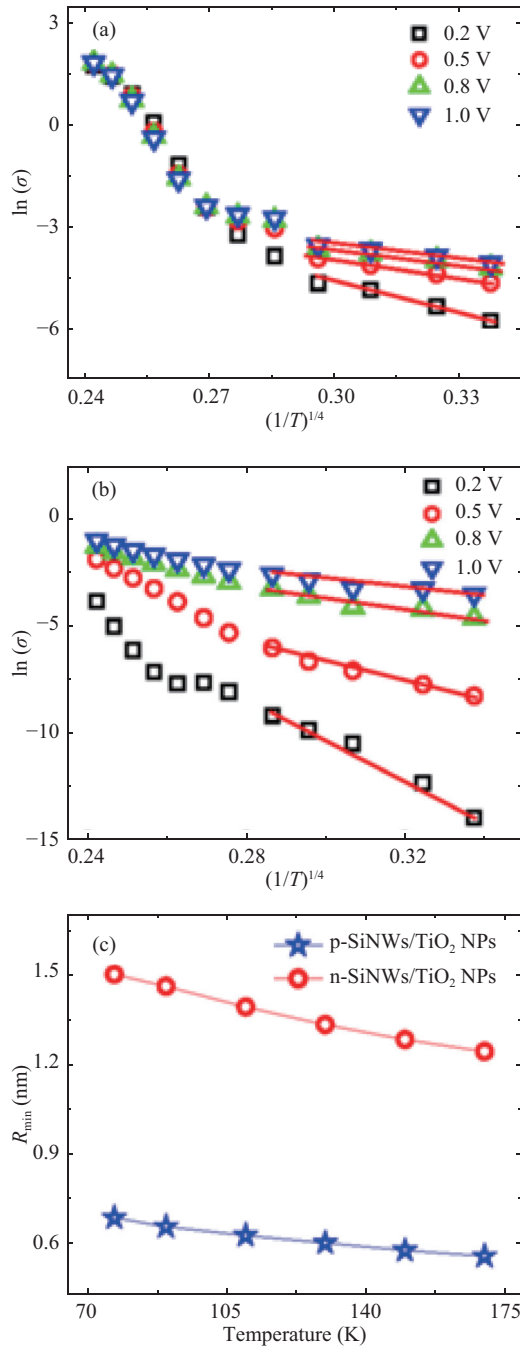 (a)
0.2 V
0.5 V
0.8 V
1.0 V
3
0
−3
−6
ln (σ)
0.24 0.27 0.30 0.33
(1/T)1/4
(b)
0.2 V
0.5 V
0.8 V
1.0 V
0
−5
−10
−15
ln (σ)
0.24 0.28 0.32
(1/T)1/4
(c)
p-SiNWs/TiO2 NPs
n-SiNWs/TiO2 NPs
1.5
1.2
0.9
0.6
Rmin (nm)
70 105 140 175
Temperature (K)